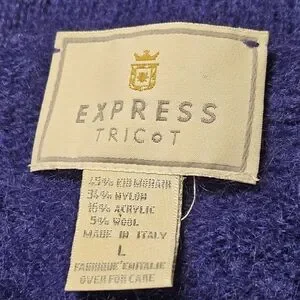 EXPRESS
TRICOT
45% KID MOHAIR
34% NYLON
16% ACRYLIC
5% WOOL
MADE IN ITALY
L
FABRIQUE EN ITALIE
OVER FOR CARE